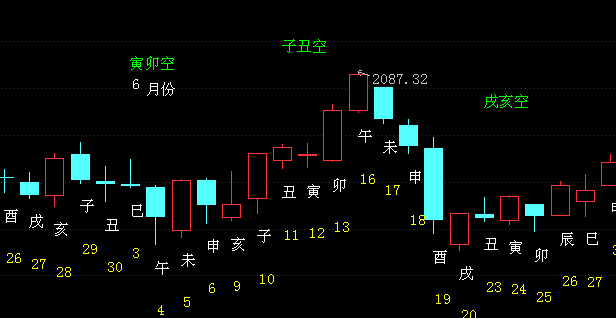 子丑空
寅卯空
戌亥空
6 月份
2087.32
酉
戌
亥
子
丑
巳
午
未
申
亥
子
丑
寅
卯
午
未
申
酉
戌
丑
寅
卯
辰
巳
26
27
28
29
30
3
4
5
6
9
10
11
12
13
16
17
18
19
20
23
24
25
26
27